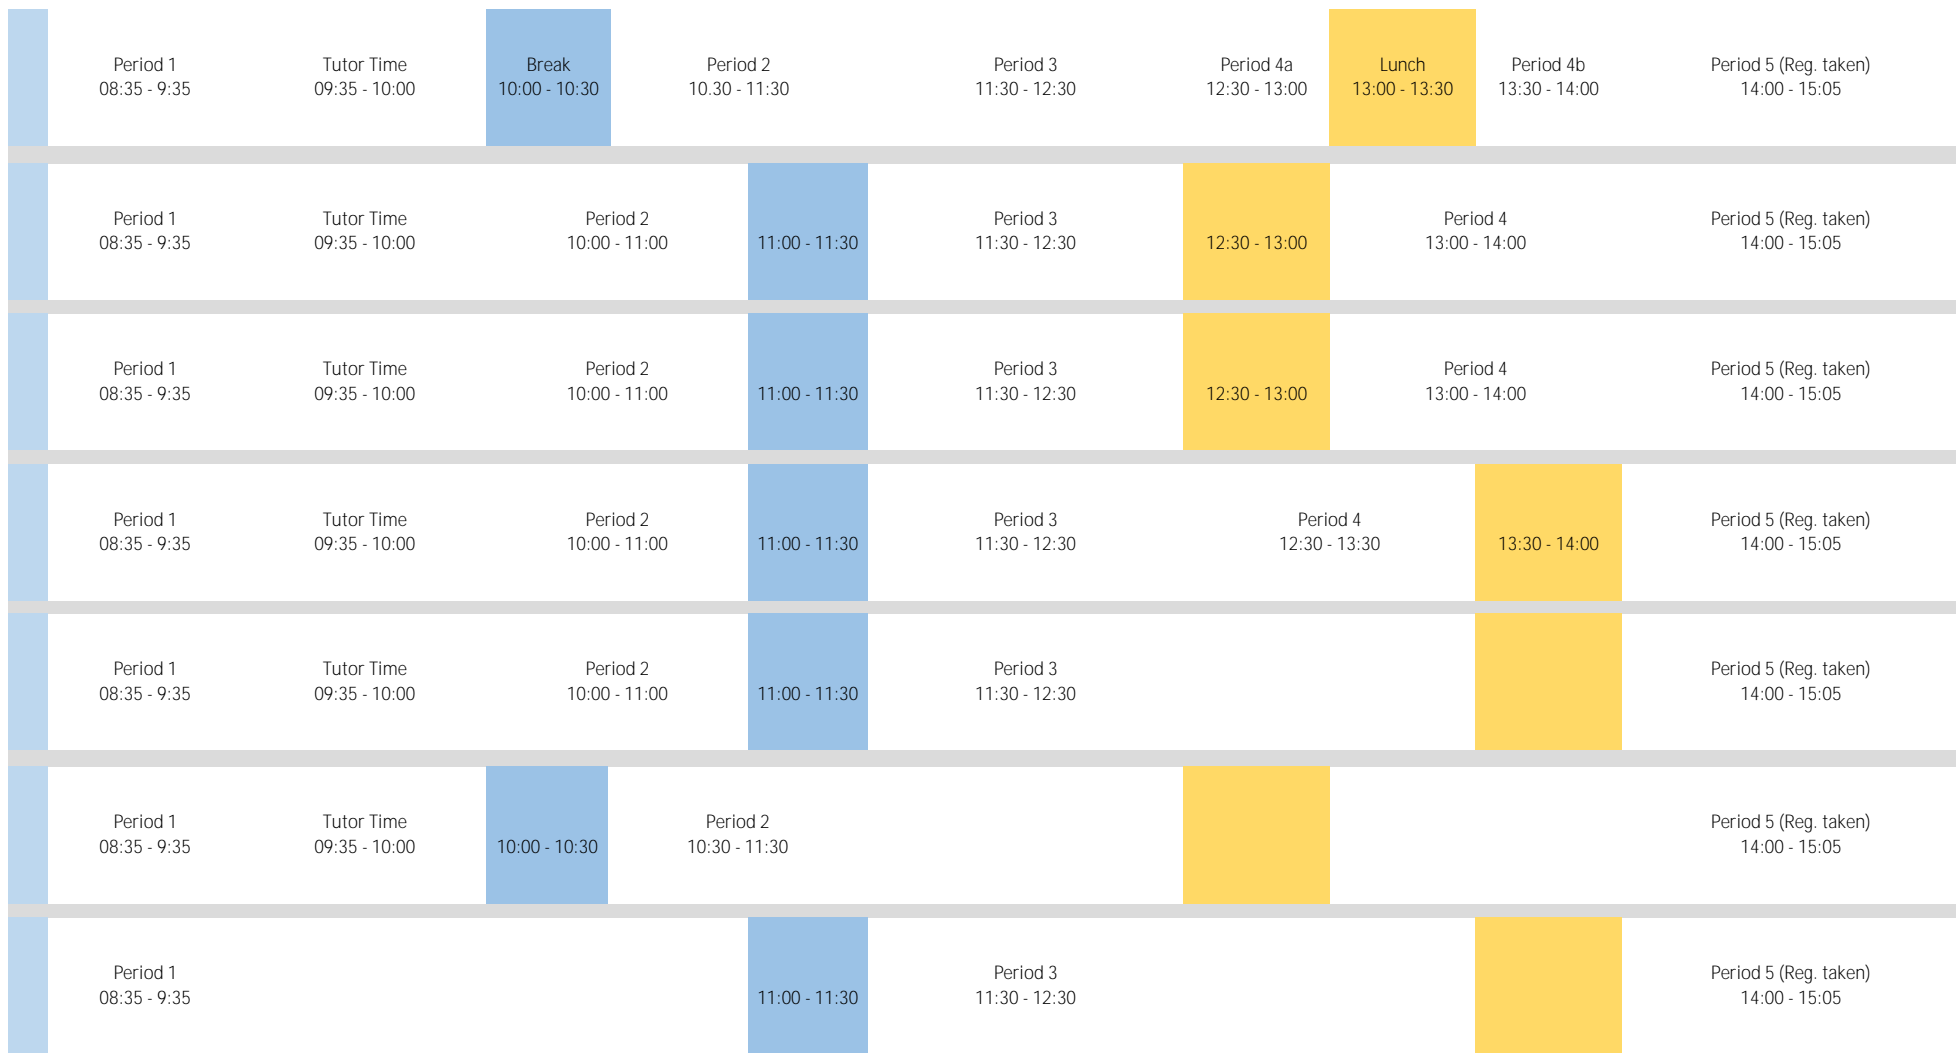 Period 1 Tutor Time Break Period 2 Period 3 Period 4a Lunch Period 4b Period 5 (Reg. taken)
08:35 - 9:35 09:35 - 10:00 10:00 - 10:30 10.30 - 11:30 11:30 - 12:30 12:30 - 13:00 13:00 - 13:30 13:30 - 14:00 14:00 - 15:05
Period 1 Tutor Time Period 2 Period 3 Period 4 Period 5 (Reg. taken)
08:35 - 9:35 09:35 - 10:00 10:00 - 11:00 11:00 - 11:30 11:30 - 12:30 12:30 - 13:00 13:00 - 14:00 14:00 - 15:05
Period 1 Tutor Time Period 2 Period 3 Period 4 Period 5 (Reg. taken)
08:35 - 9:35 09:35 - 10:00 10:00 - 11:00 11:00 - 11:30 11:30 - 12:30 12:30 - 13:00 13:00 - 14:00 14:00 - 15:05
Period 1 Tutor Time Period 2 Period 3 Period 4 Period 5 (Reg. taken)
08:35 - 9:35 09:35 - 10:00 10:00 - 11:00 11:00 - 11:30 11:30 - 12:30 12:30 - 13:30 13:30 - 14:00 14:00 - 15:05
Period 1 Tutor Time Period 2 Period 3 Period 5 (Reg. taken)
08:35 - 9:35 09:35 - 10:00 10:00 - 11:00 11:00 - 11:30 11:30 - 12:30 14:00 - 15:05
Period 1 Tutor Time Period 2 Period 5 (Reg. taken)
08:35 - 9:35 09:35 - 10:00 10:00 - 10:30 10:30 - 11:30 14:00 - 15:05
Period 1 Period 3 Period 5 (Reg. taken)
08:35 - 9:35 11:00 - 11:30 11:30 - 12:30 14:00 - 15:05